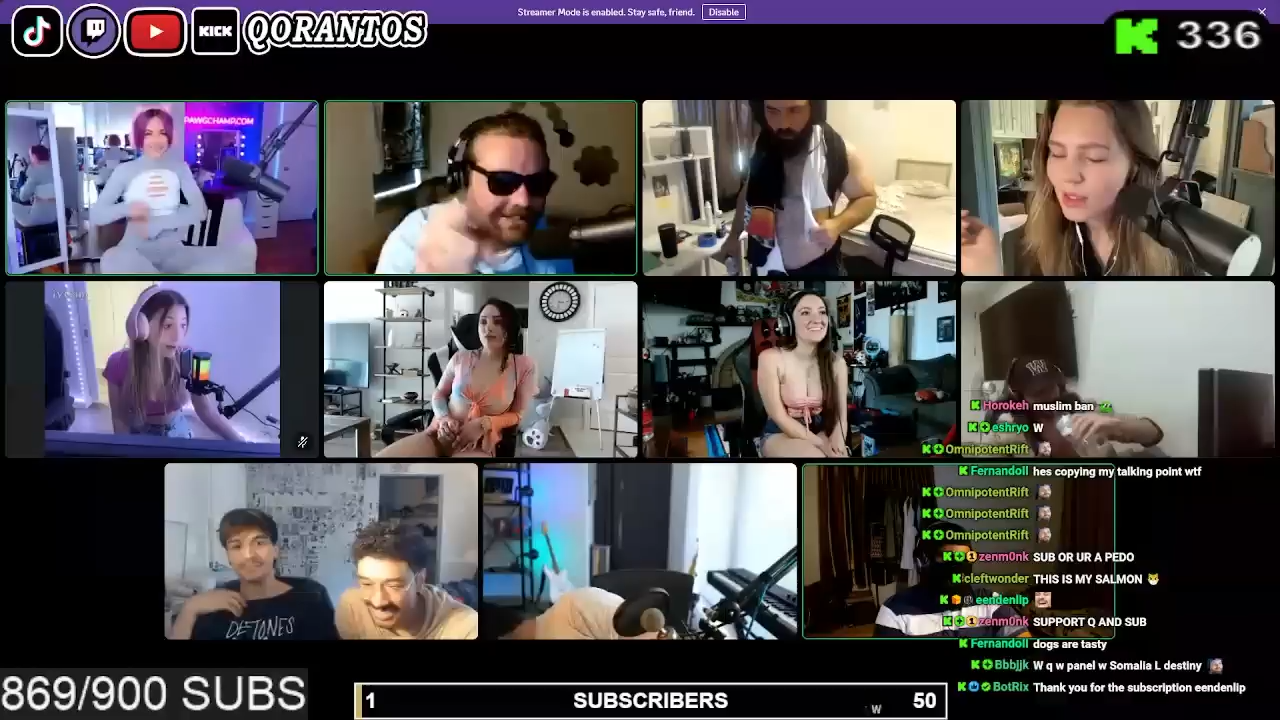 Streamer Mode is enabled. Stay safe, friend. Disable
KICK QORANTOS
K 336
PAWGCHAMP.COM
Horokeh muslim ban
eshryo W
OmnipotentRift
Fernandoll hes copying my talking point wtf
OmnipotentRift
OmnipotentRift
OmnipotentRift
zenm0nk SUB OR UR A PEDO
cleftwonder THIS IS MY SALMON
eendenlip
zenm0nk SUPPORT Q AND SUB
Fernandoll dogs are tasty
Bbbjjk W q w panel w Somalia L destiny
BotRix Thank you for the subscription eendenlip
DEFTONES
869/900 SUBS
1 SUBSCRIBERS W 50